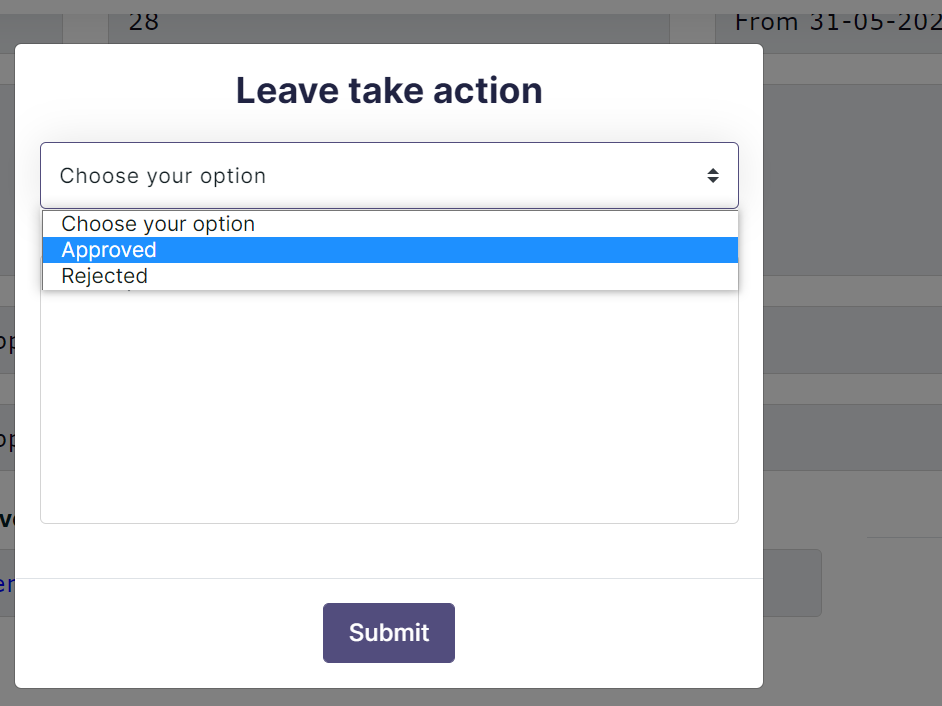 28
From 31-05-202
Leave take action
Choose your option
Choose your option
Approved
Rejected
Submit